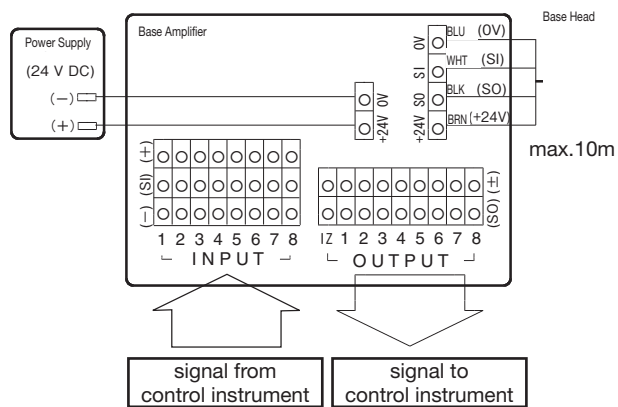 Base Head
Base Amplifier
Power Supply
(24 V DC)
(−)
(+)
0V
+24V
0V
SI
SO
+24V
BLU (0V)
WHT (SI)
BLK (SO)
BRN (+24V)
max.10m
(+)
(SI)
(−)
1 2 3 4 5 6 7 8
INPUT
(±)
(SO)
IZ 1 2 3 4 5 6 7 8
OUTPUT
signal from
control instrument
signal to
control instrument